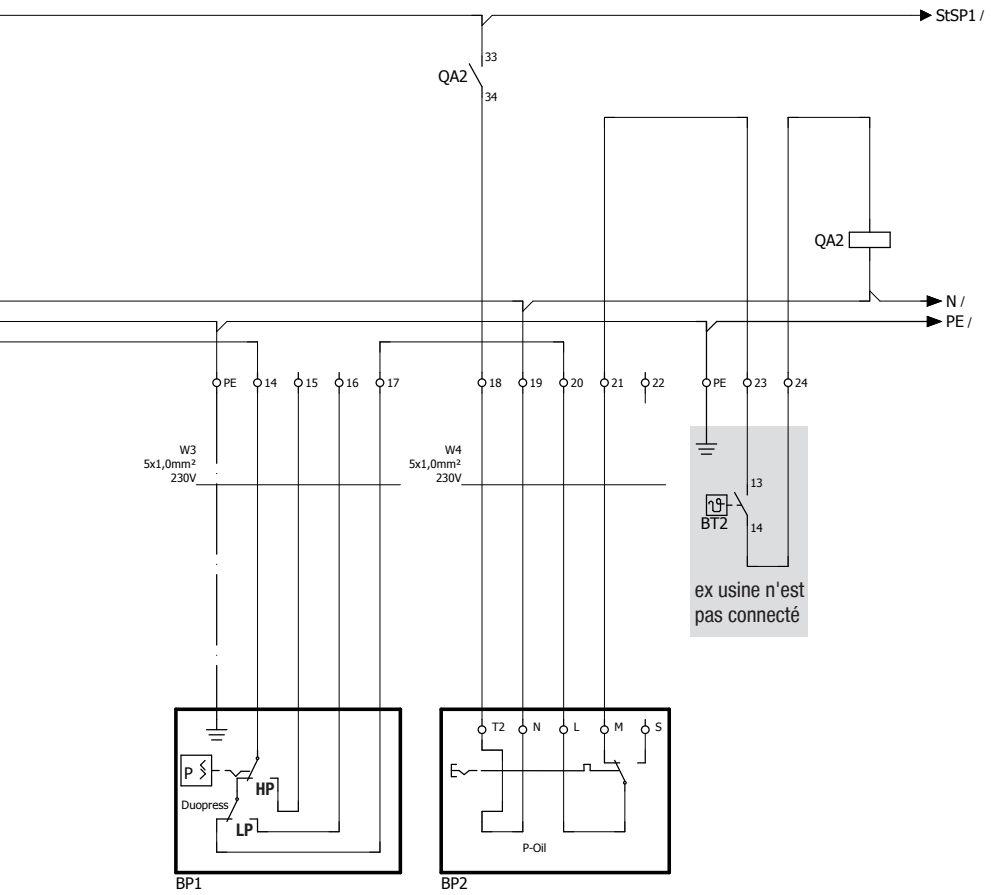 StSP1 /
33
QA2
34
QA2
N /
PE /
PE 14 15 16 17 18 19 20 21 22 PE 23 24
W3
5x1,0mm²
230V
W4
5x1,0mm²
230V
13
BT2
14
ex usine n'est
pas connecté
T2 N L M S
P
HP
Duopress
LP
P-Oil
BP1
BP2